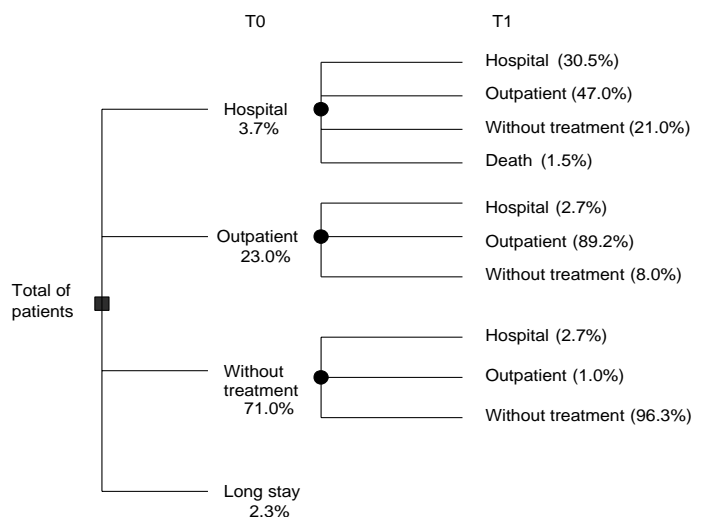 T0
T1
Hospital (30.5%)
Outpatient (47.0%)
Hospital
3.7%
Without treatment (21.0%)
Death (1.5%)
Hospital (2.7%)
Outpatient
23.0%
Outpatient (89.2%)
Without treatment (8.0%)
Total of
patients
Hospital (2.7%)
Without
treatment
71.0%
Outpatient (1.0%)
Without treatment (96.3%)
Long stay
2.3%